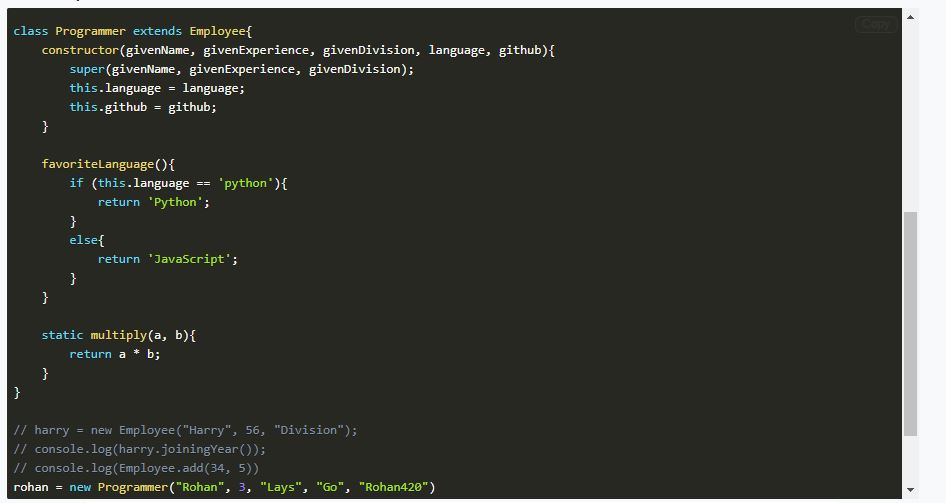 Copy
class Programmer extends Employee{
    constructor(givenName, givenExperience, givenDivision, language, github){
        super(givenName, givenExperience, givenDivision);
        this.language = language;
        this.github = github;
    }

    favoriteLanguage(){
        if (this.language == 'python'){
            return 'Python';
        }
        else{
            return 'JavaScript';
        }
    }

    static multiply(a, b){
        return a * b;
    }
}

// harry = new Employee("Harry", 56, "Division");
// console.log(harry.joiningYear());
// console.log(Employee.add(34, 5))
rohan = new Programmer("Rohan", 3, "Lays", "Go", "Rohan420")